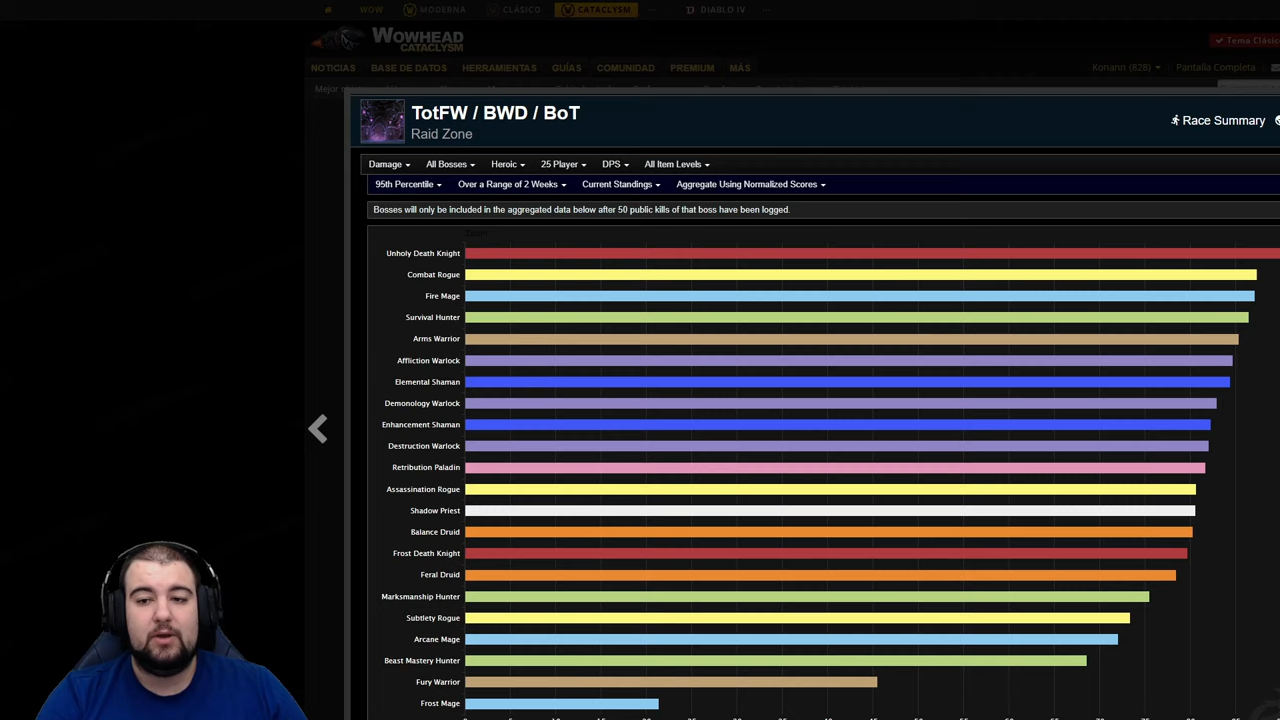 WOW
MODERNA
CLÁSICO
CATACLYSM
DIABLO IV
WOWHEAD
CATACLYSM
Tema Clásic
NOTICIAS
BASE DE DATOS
HERRAMIENTAS
GUÍAS
COMUNIDAD
PREMIUM
MÁS
Konann (828)
Pantalla Completa
Mejor
TotFW / BWD / BoT
Raid Zone
Race Summary
Damage
All Bosses
Heroic
25 Player
DPS
All Item Levels
95th Percentile
Over a Range of 2 Weeks
Current Standings
Aggregate Using Normalized Scores
Bosses will only be included in the aggregated data below after 50 public kills of that boss have been logged.
Unholy Death Knight
Combat Rogue
Fire Mage
Survival Hunter
Arms Warrior
Affliction Warlock
Elemental Shaman
Demonology Warlock
Enhancement Shaman
Destruction Warlock
Retribution Paladin
Assassination Rogue
Shadow Priest
Balance Druid
Frost Death Knight
Feral Druid
Marksmanship Hunter
Subtlety Rogue
Arcane Mage
Beast Mastery Hunter
Fury Warrior
Frost Mage